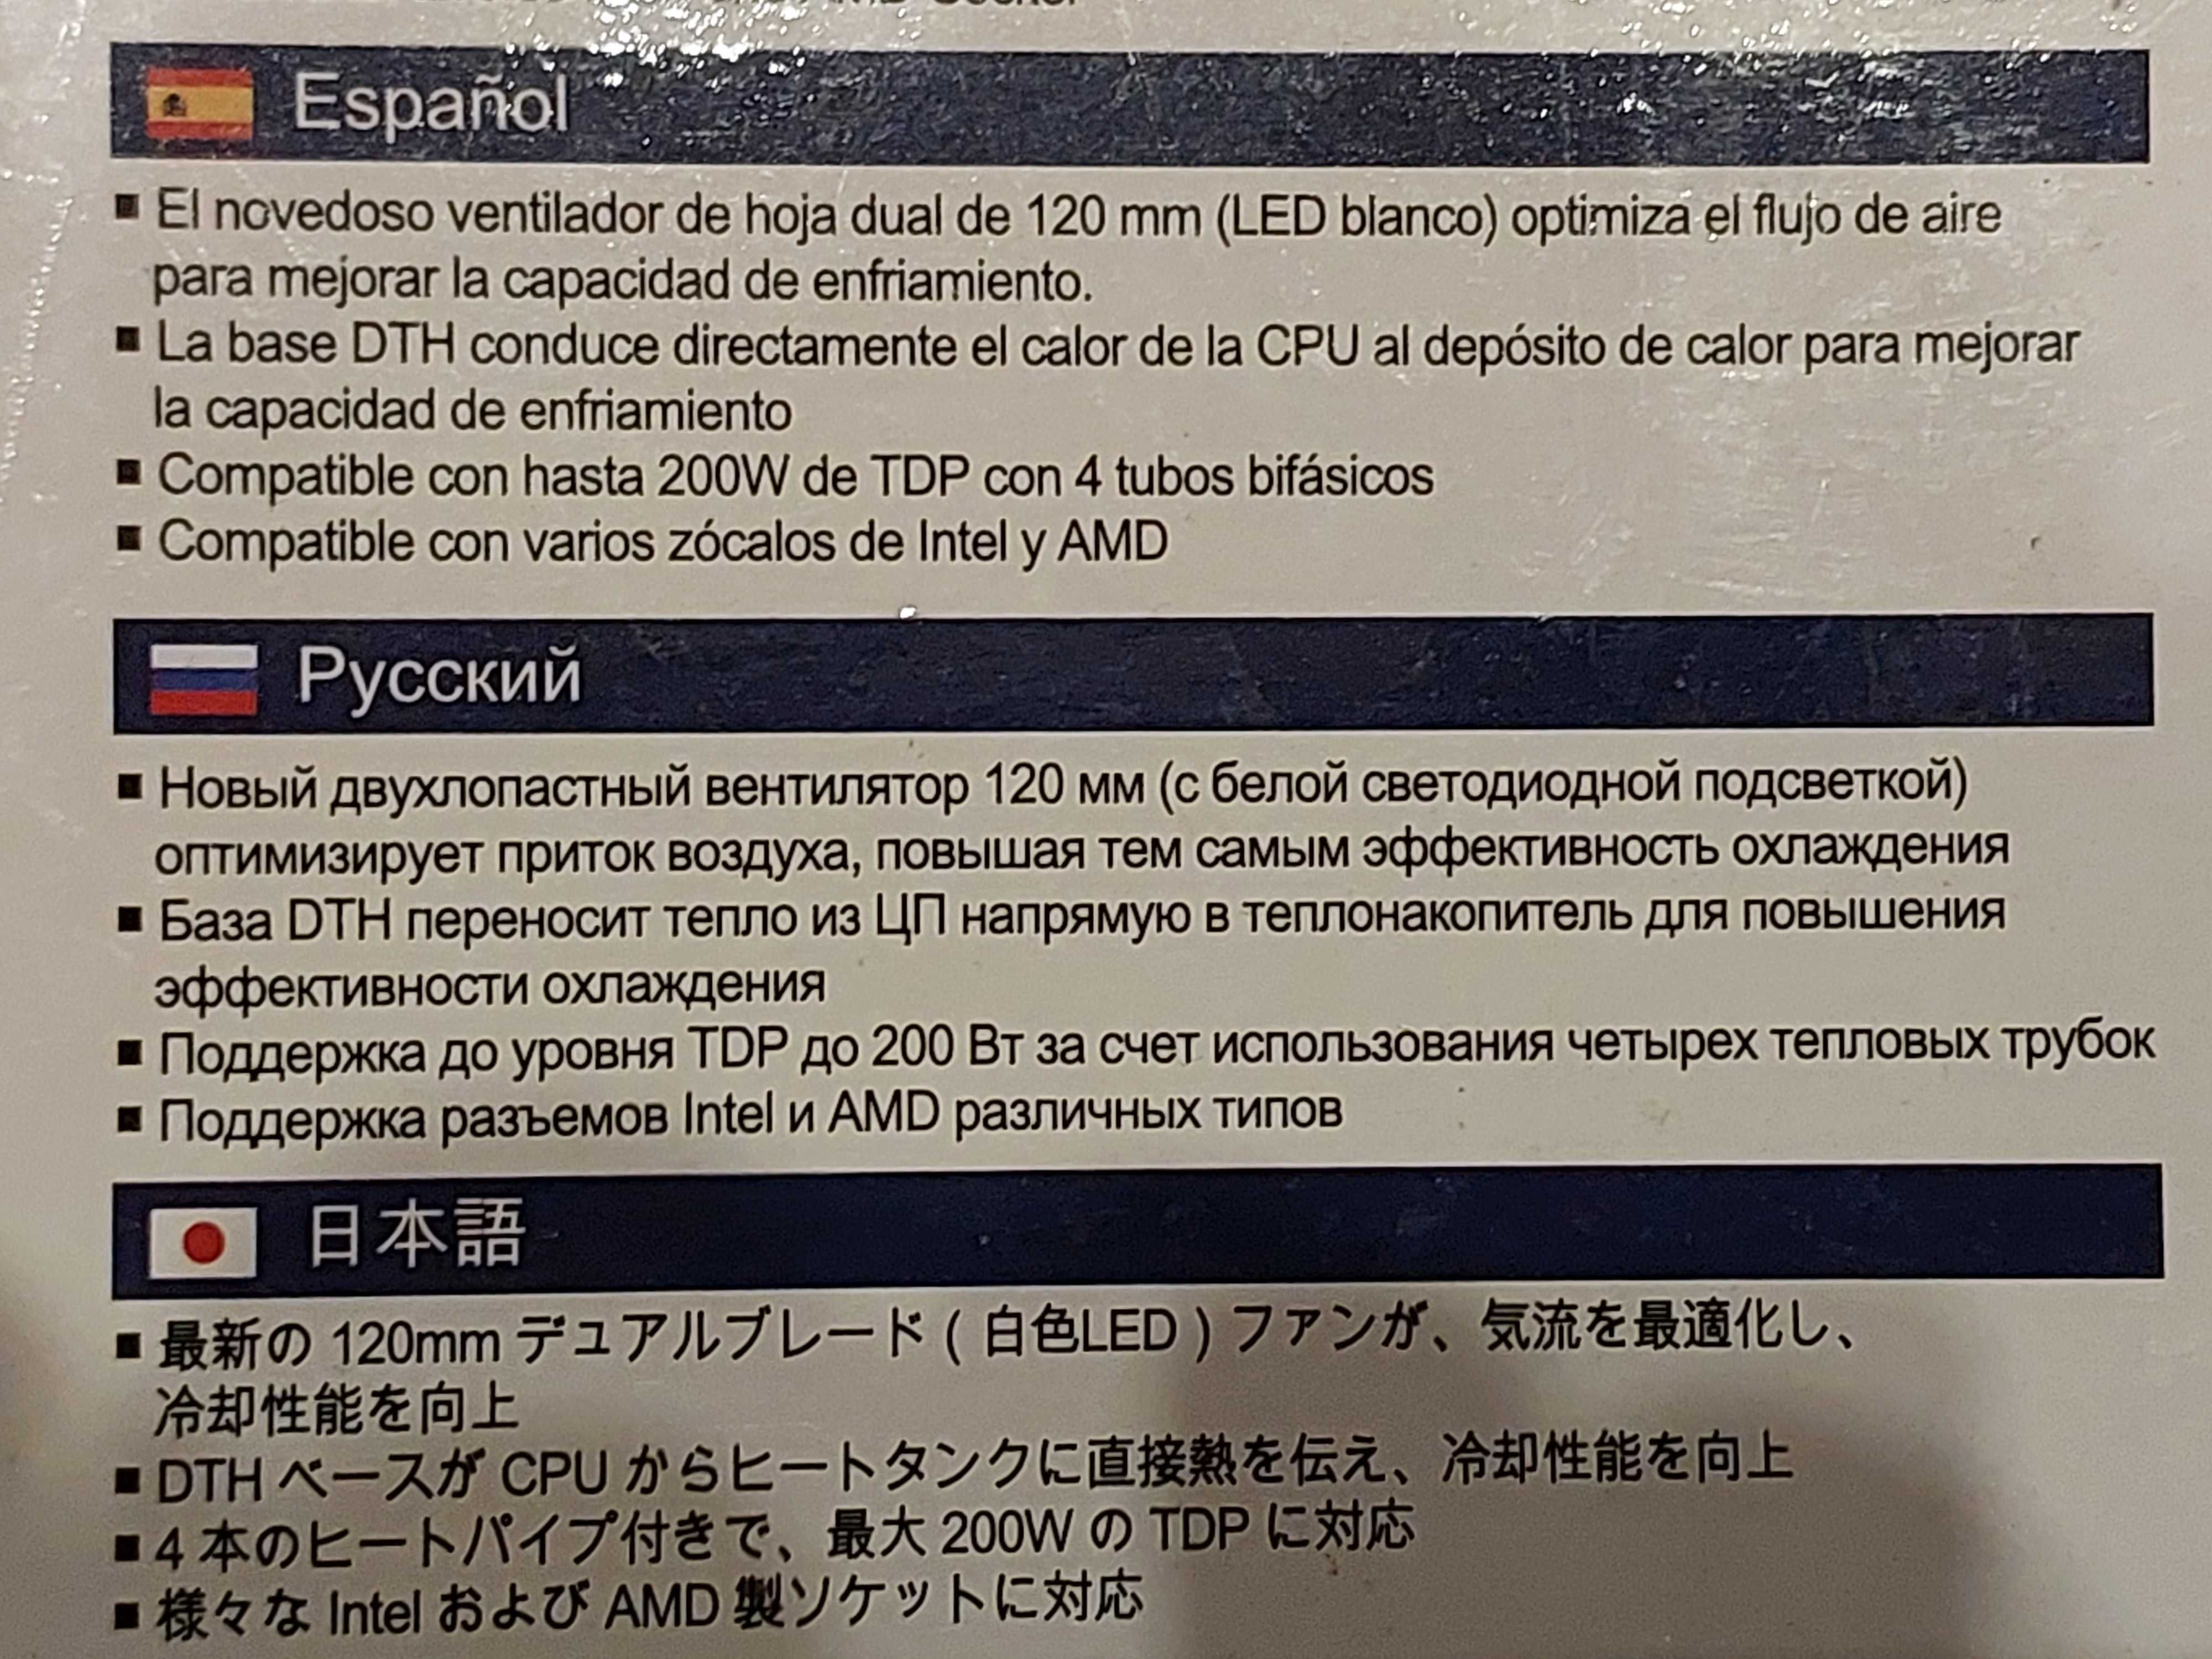 Español
▪ El novedoso ventilador de hoja dual de 120 mm (LED blanco) optimiza el flujo de aire
para mejorar la capacidad de enfriamiento.
▪ La base DTH conduce directamente el calor de la CPU al depósito de calor para mejorar
la capacidad de enfriamiento
▪ Compatible con hasta 200W de TDP con 4 tubos bifásicos
▪ Compatible con varios zócalos de Intel y AMD
Русский
▪ Новый двухлопастный вентилятор 120 мм (с белой светодиодной подсветкой)
оптимизирует приток воздуха, повышая тем самым эффективность охлаждения
▪ База DTH переносит тепло из ЦП напрямую в теплонакопитель для повышения
эффективности охлаждения
▪ Поддержка до уровня TDP до 200 Вт за счет использования четырех тепловых трубок
▪ Поддержка разъемов Intel и AMD различных типов
日本語
▪ 最新の 120mm デュアルブレード ( 白色LED ) ファンが、気流を最適化し、
冷却性能を向上
▪ DTH ベースが CPU からヒートタンクに直接熱を伝え、冷却性能を向上
▪ 4 本のヒートパイプ付きで、最大 200W の TDP に対応
▪ 様々な Intel および AMD 製ソケットに対応